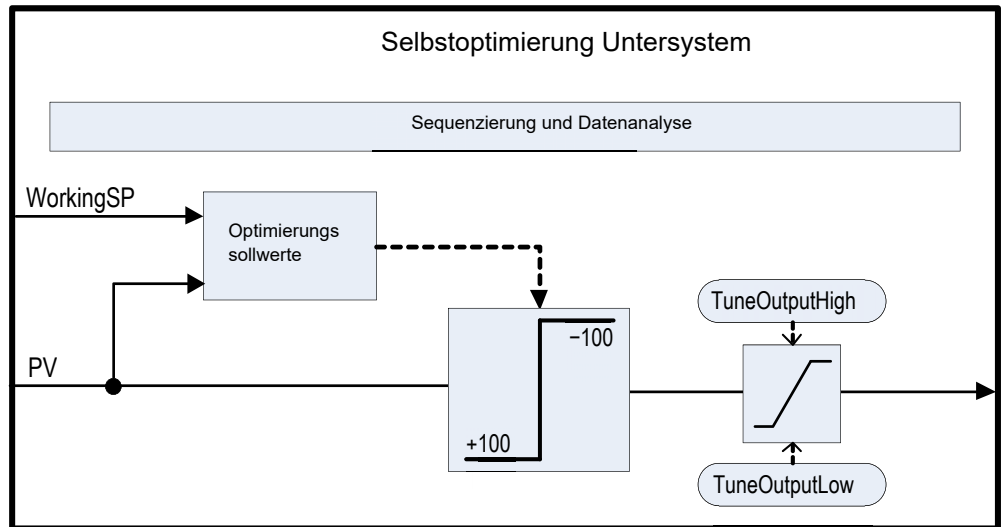 Selbstoptimierung Untersystem
Sequenzierung und Datenanalyse
WorkingSP
Optimierungs
sollwerte
TuneOutputHigh
−100
PV
+100
TuneOutputLow